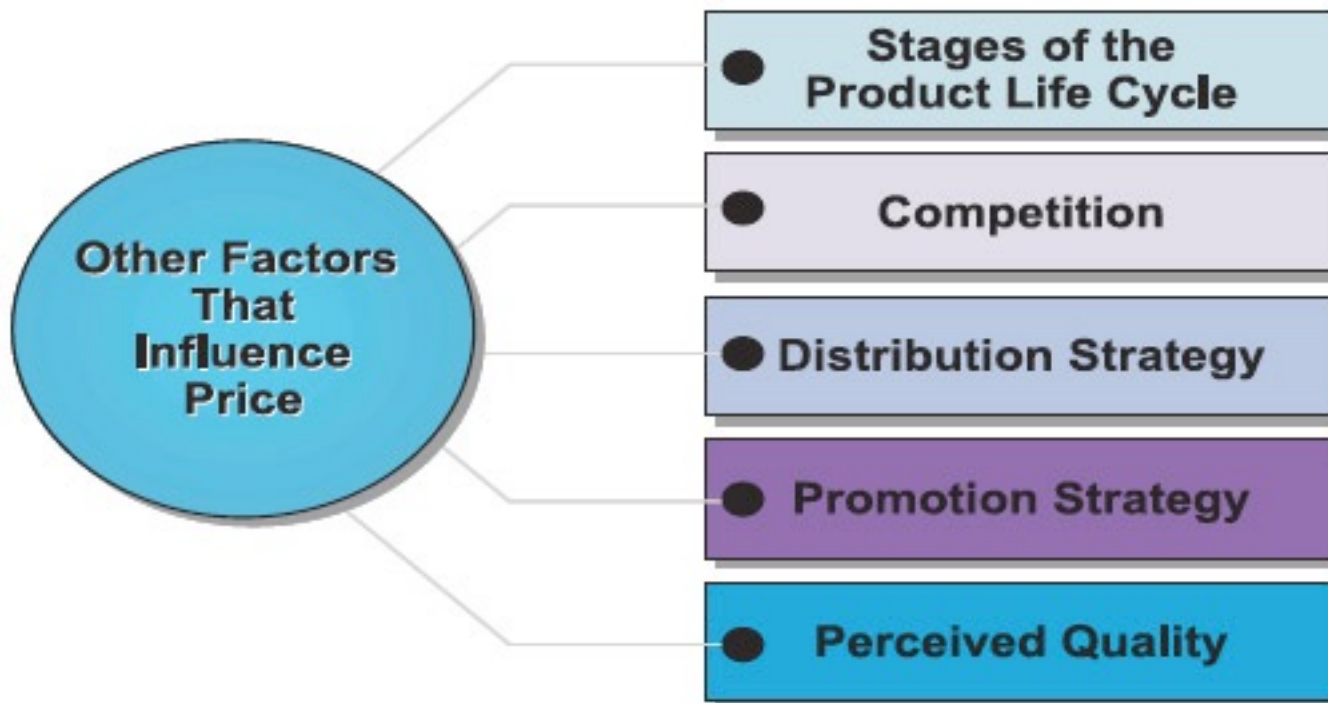 Other Factors
That
Influence
Price
Stages of the
Product Life Cycle
Competition
Distribution Strategy
Promotion Strategy
Perceived Quality